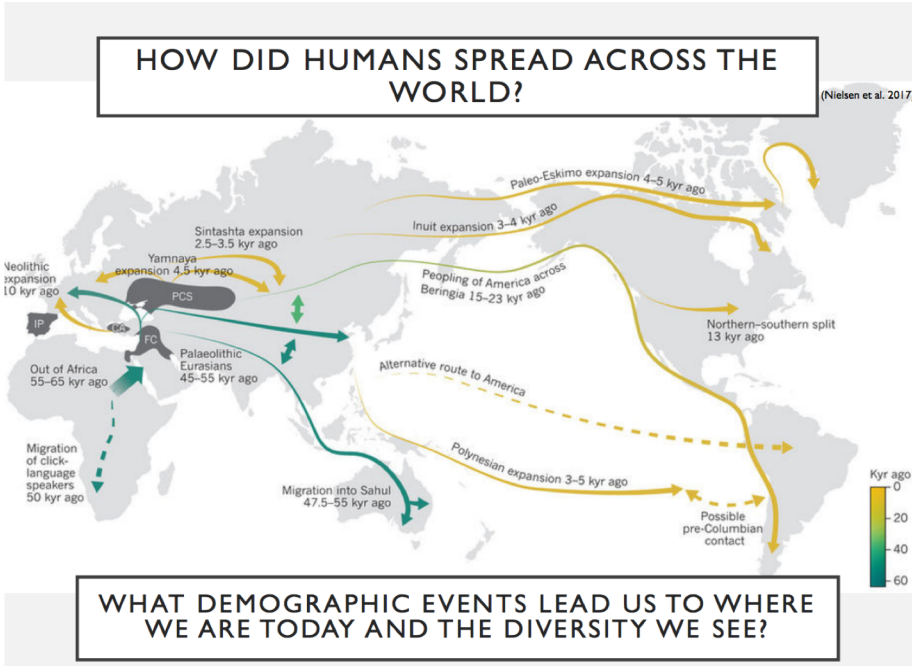 HOW DID HUMANS SPREAD ACROSS THE
WORLD?
(Nielsen et al. 2017)
Paleo-Eskimo expansion 4–5 kyr ago
Inuit expansion 3–4 kyr ago
Sintashta expansion
2.5–3.5 kyr ago
Yamnaya
expansion 4.5 kyr ago
Neolithic
expansion
10 kyr ago
PCS
Peopling of America across
Beringia 15–23 kyr ago
IP
CA
FC
Northern–southern split
13 kyr ago
Palaeolithic
Eurasians
45–55 kyr ago
Out of Africa
55–65 kyr ago
Alternative route to America
Migration
of click-
language
speakers
50 kyr ago
Polynesian expansion 3–5 kyr ago
Migration into Sahul
47.5–55 kyr ago
Possible
pre-Columbian
contact
Kyr ago
0
20
40
60
WHAT DEMOGRAPHIC EVENTS LEAD US TO WHERE
WE ARE TODAY AND THE DIVERSITY WE SEE?